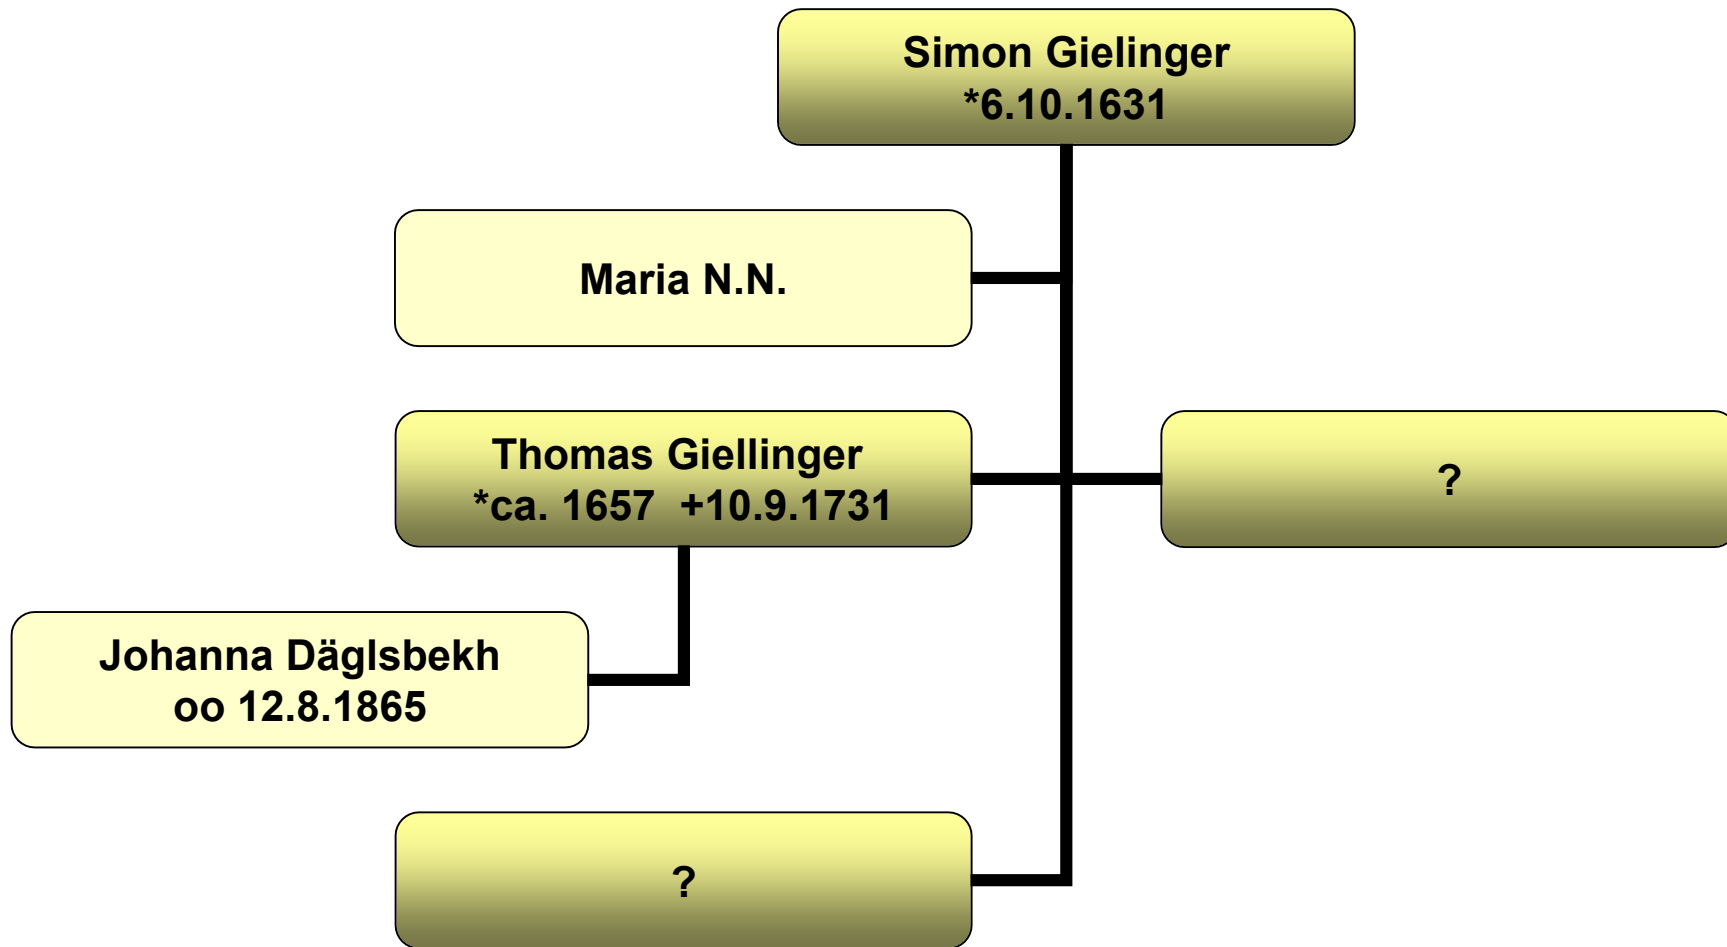 Simon Gielinger
*6.10.1631
Maria N.N.
Thomas Giellinger
*ca. 1657  +10.9.1731
?
Johanna Däglsbekh
oo 12.8.1865
?